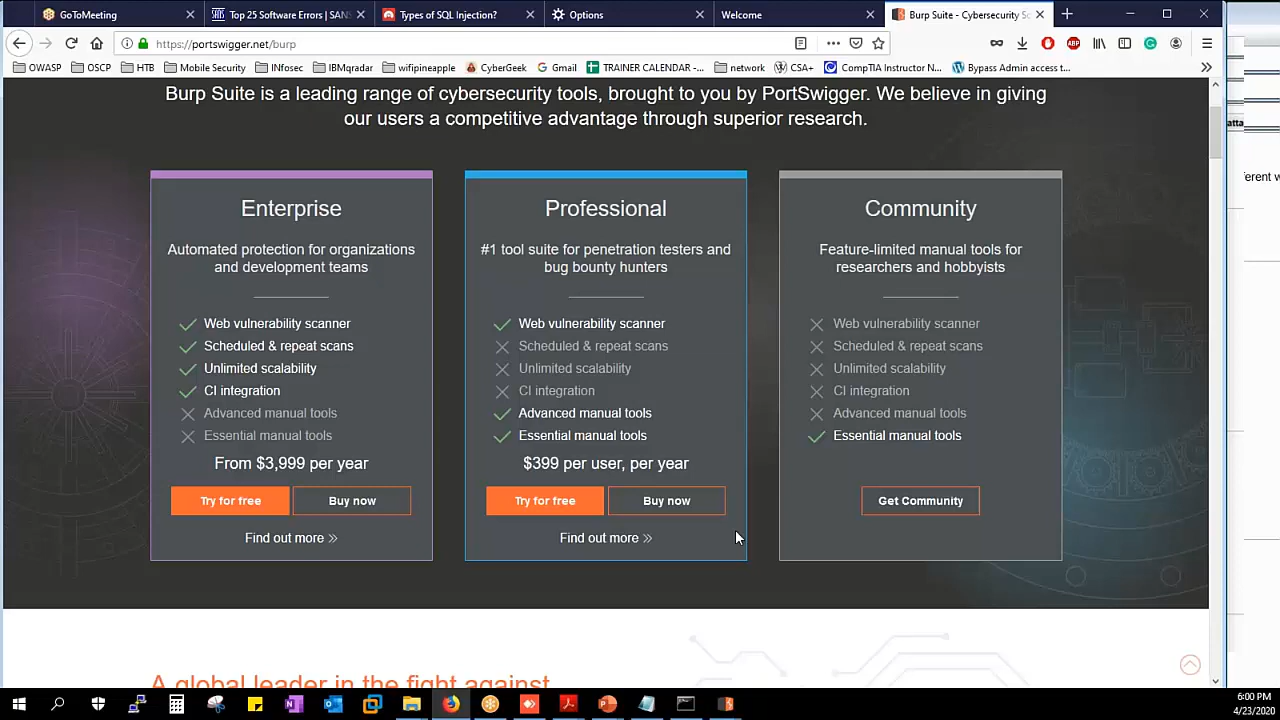 GoToMeeting
Top 25 Software Errors | SANS
Types of SQL Injection?
Options
Welcome
Burp Suite - Cybersecurity So
https://portswigger.net/burp
OWASP
OSCP
HTB
Mobile Security
INfosec
IBMqradar
wifipineapple
CyberGeek
Gmail
TRAINER CALENDAR -...
network
CSA+
CompTIA Instructor N...
Bypass Admin access t...
Burp Suite is a leading range of cybersecurity tools, brought to you by PortSwigger. We believe in giving
our users a competitive advantage through superior research.
Enterprise
Automated protection for organizations
and development teams
Web vulnerability scanner
Scheduled & repeat scans
Unlimited scalability
CI integration
Advanced manual tools
Essential manual tools
From $3,999 per year
Try for free
Buy now
Find out more
Professional
#1 tool suite for penetration testers and
bug bounty hunters
Web vulnerability scanner
Scheduled & repeat scans
Unlimited scalability
CI integration
Advanced manual tools
Essential manual tools
$399 per user, per year
Try for free
Buy now
Find out more
Community
Feature-limited manual tools for
researchers and hobbyists
Web vulnerability scanner
Scheduled & repeat scans
Unlimited scalability
CI integration
Advanced manual tools
Essential manual tools
Get Community
A global leader in the fight against
atta
ferent w
6:00 PM
4/23/2020